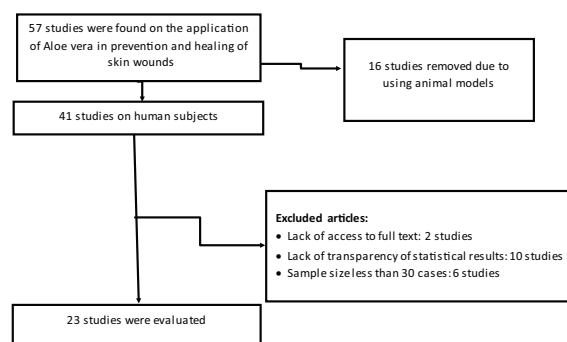 57 studies were found on the application
of Aloe vera in prevention and healing of
skin wounds
16 studies removed due to
using animal models
41 studies on human subjects
Excluded articles:
• Lack of access to full text: 2 studies
• Lack of transparency of statistical results: 10 studies
• Sample size less than 30 cases: 6 studies
23 studies were evaluated